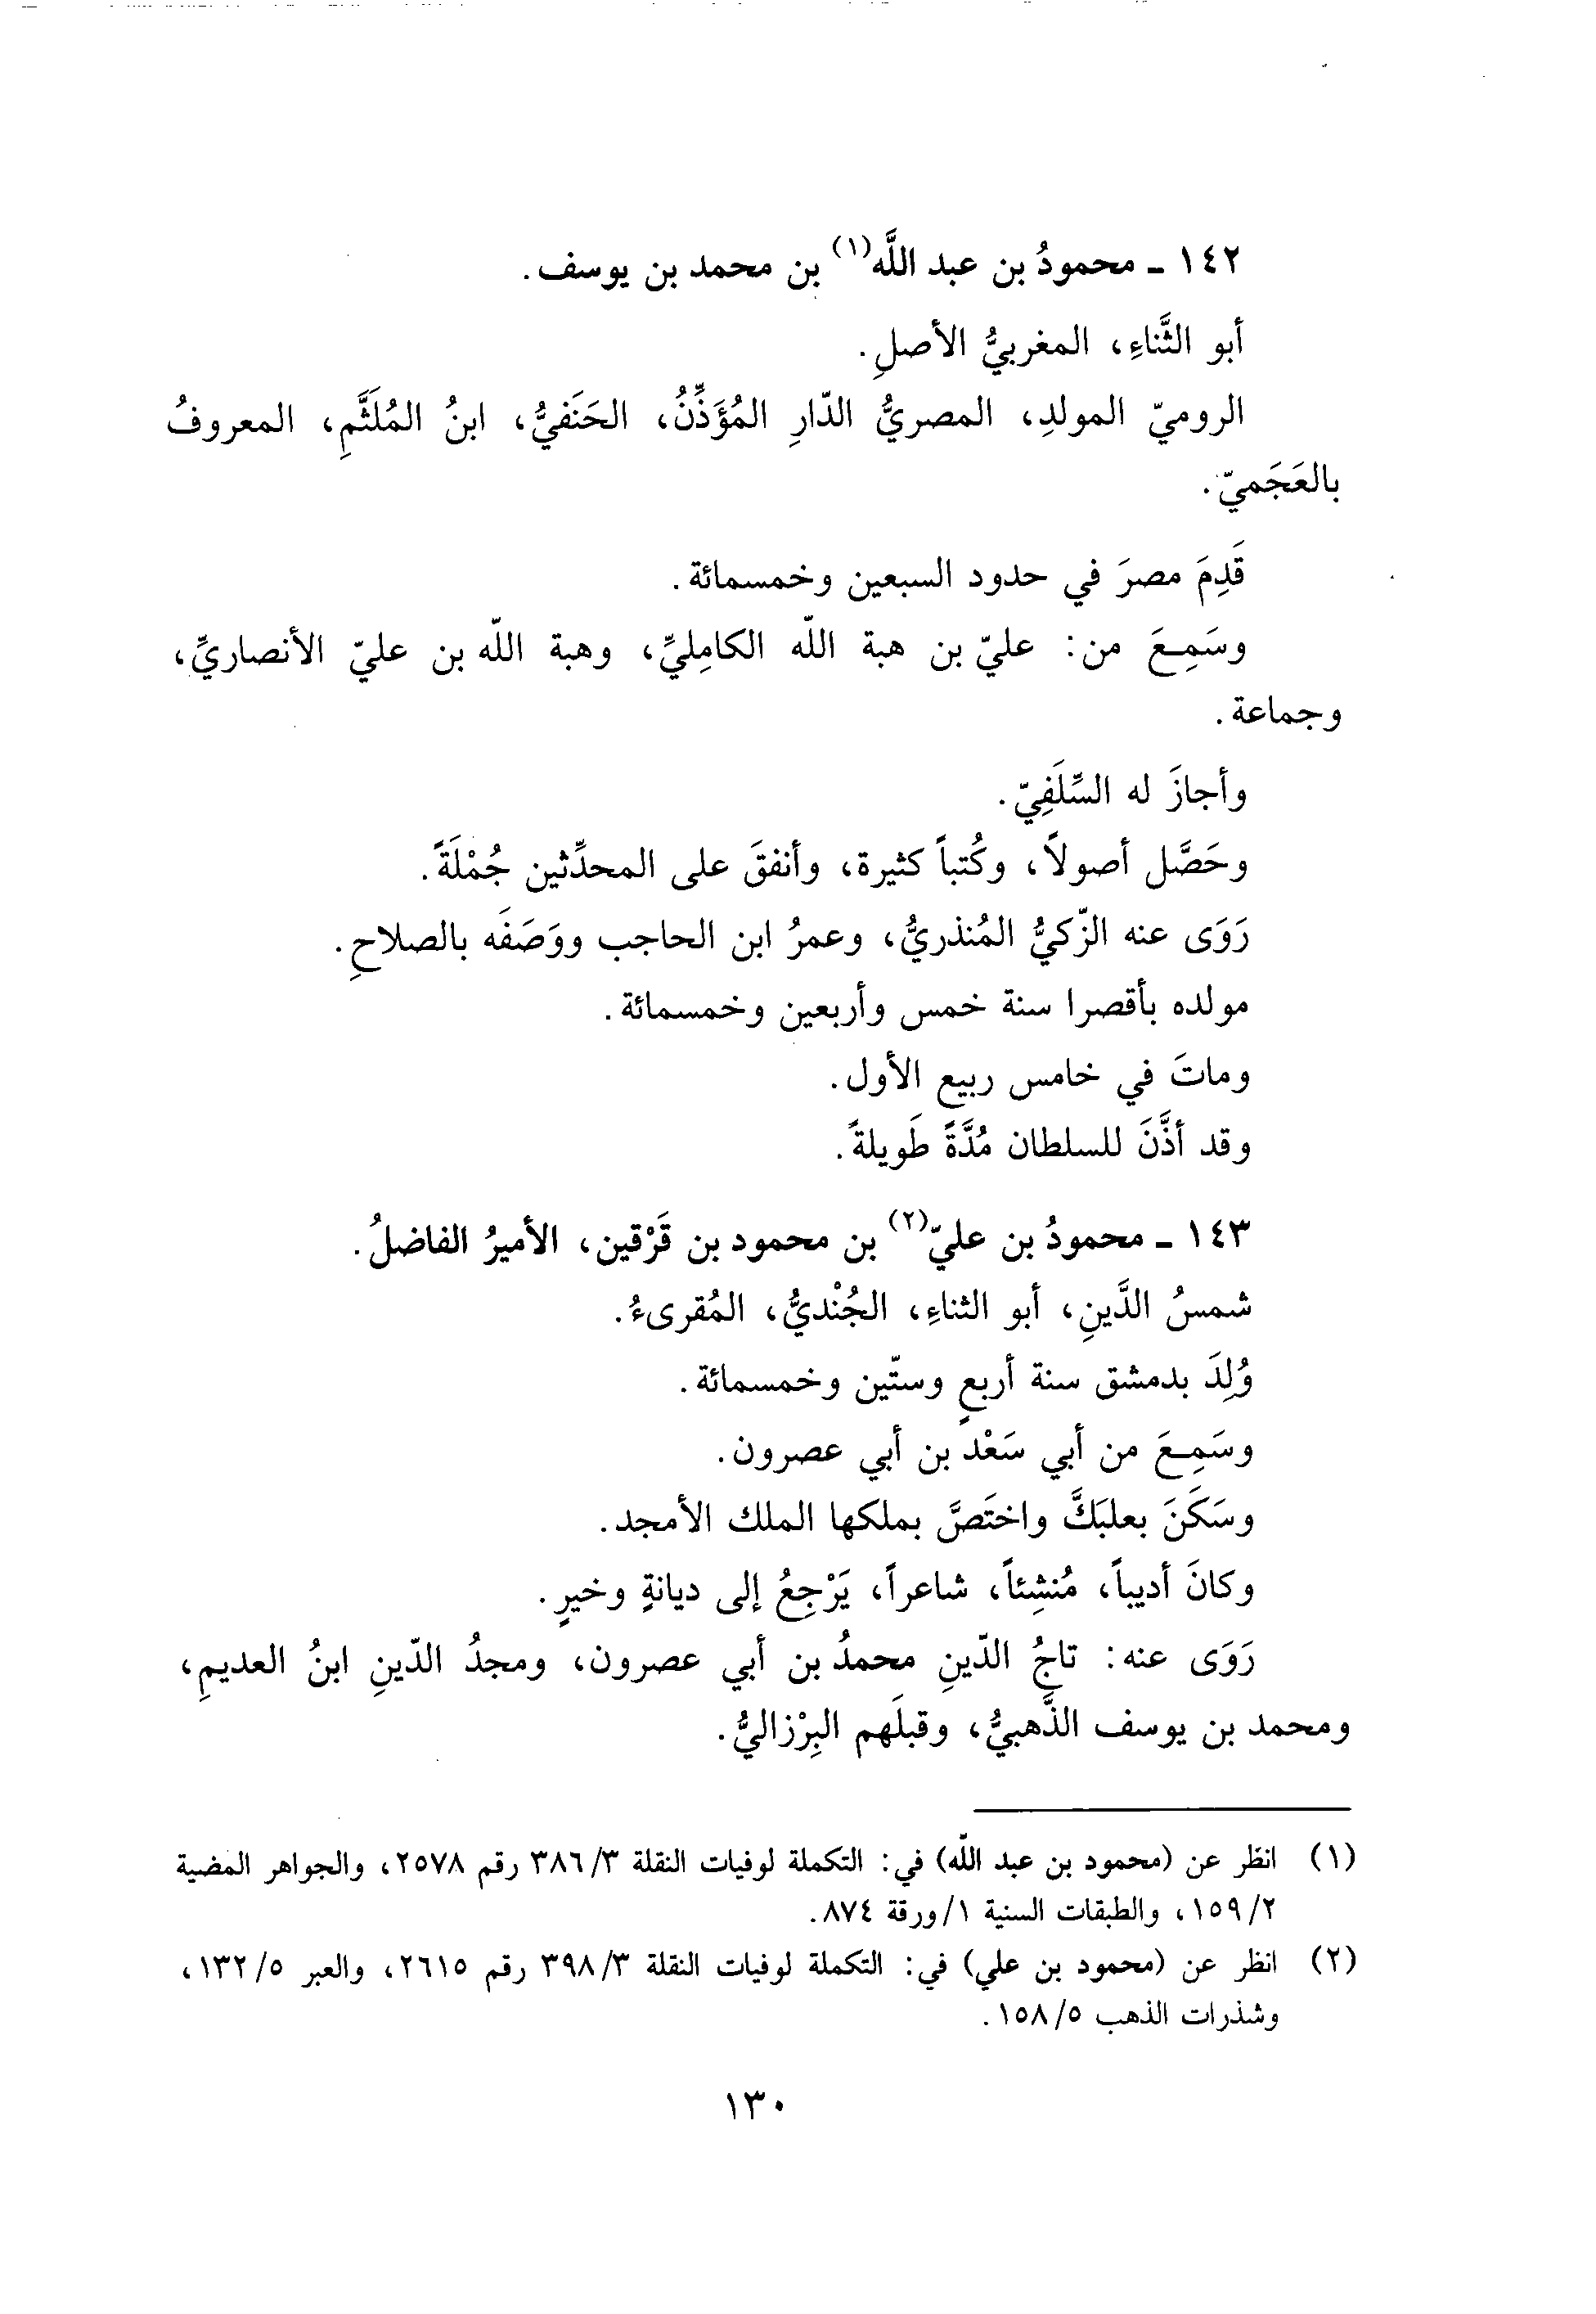 ١٤٢ ـ محمودُ بن عبد اللَّه(١) بن محمد بن يوسف.
أبو الثَّناءِ، المغربيُّ الأصلِ.
الروميّ المولدِ، المصريُّ الدّارِ المُؤَذِّنُ، الحَنَفيُّ، ابنُ المُلَثَّمِ، المعروفُ
بالعَجَميّ.
قَدِمَ مصرَ في حدود السبعين وخمسمائة.
وسَمِعَ من: عليّ بن هبة اللّه الكامِليِّ، وهبة اللّه بن عليّ الأنصاريِّ،
وجماعة.
وأجازَ له السِّلَفِيّ.
وحَصَّل أصولاً، وكُتباً كثيرة، وأنفقَ على المحدِّثين جُمْلَةً.
رَوَى عنه الزّكيُّ المُنذريُّ، وعمرُ ابن الحاجب ووَصَفَه بالصلاحِ.
مولده بأقصرا سنة خمس وأربعين وخمسمائة.
وماتَ في خامس ربيع الأول.
وقد أذَّنَ للسلطان مُدَّةً طَويلةً.
١٤٣ ـ محمودُ بن عليّ(٢) بن محمود بن قَرْقين، الأميرُ الفاضلُ.
شمسُ الدَّينِ، أبو الثناءِ، الجُنْديُّ، المُقرىءُ.
وُلِدَ بدمشق سنة أربعٍ وستّين وخمسمائة.
وسَمِعَ من أبي سَعْد بن أبي عصرون.
وسَكَنَ بعلبَكَّ واختَصَّ بملكها الملك الأمجد.
وكانَ أديباً، مُنشِئاً، شاعراً، يَرْجِعُ إلى ديانةٍ وخيرٍ.
رَوَى عنه: تاجُ الدّينِ محمدُ بن أبي عصرون، ومجدُ الدّينِ ابنُ العديمِ،
ومحمد بن يوسف الذَّهبيُّ، وقبلَهم البِرْزاليُّ.
(١) انظر عن (محمود بن عبد اللّه) في: التكملة لوفيات النقلة ٣٨٦/٣ رقم ٢٥٧٨، والجواهر المضية
١٥٩/٢، والطبقات السنية ١/ورقة ٨٧٤.
(٢) انظر عن (محمود بن علي) في: التكملة لوفيات النقلة ٣٩٨/٣ رقم ٢٦١٥، والعبر ١٣٢/٥،
وشذرات الذهب ١٥٨/٥.
١٣٠